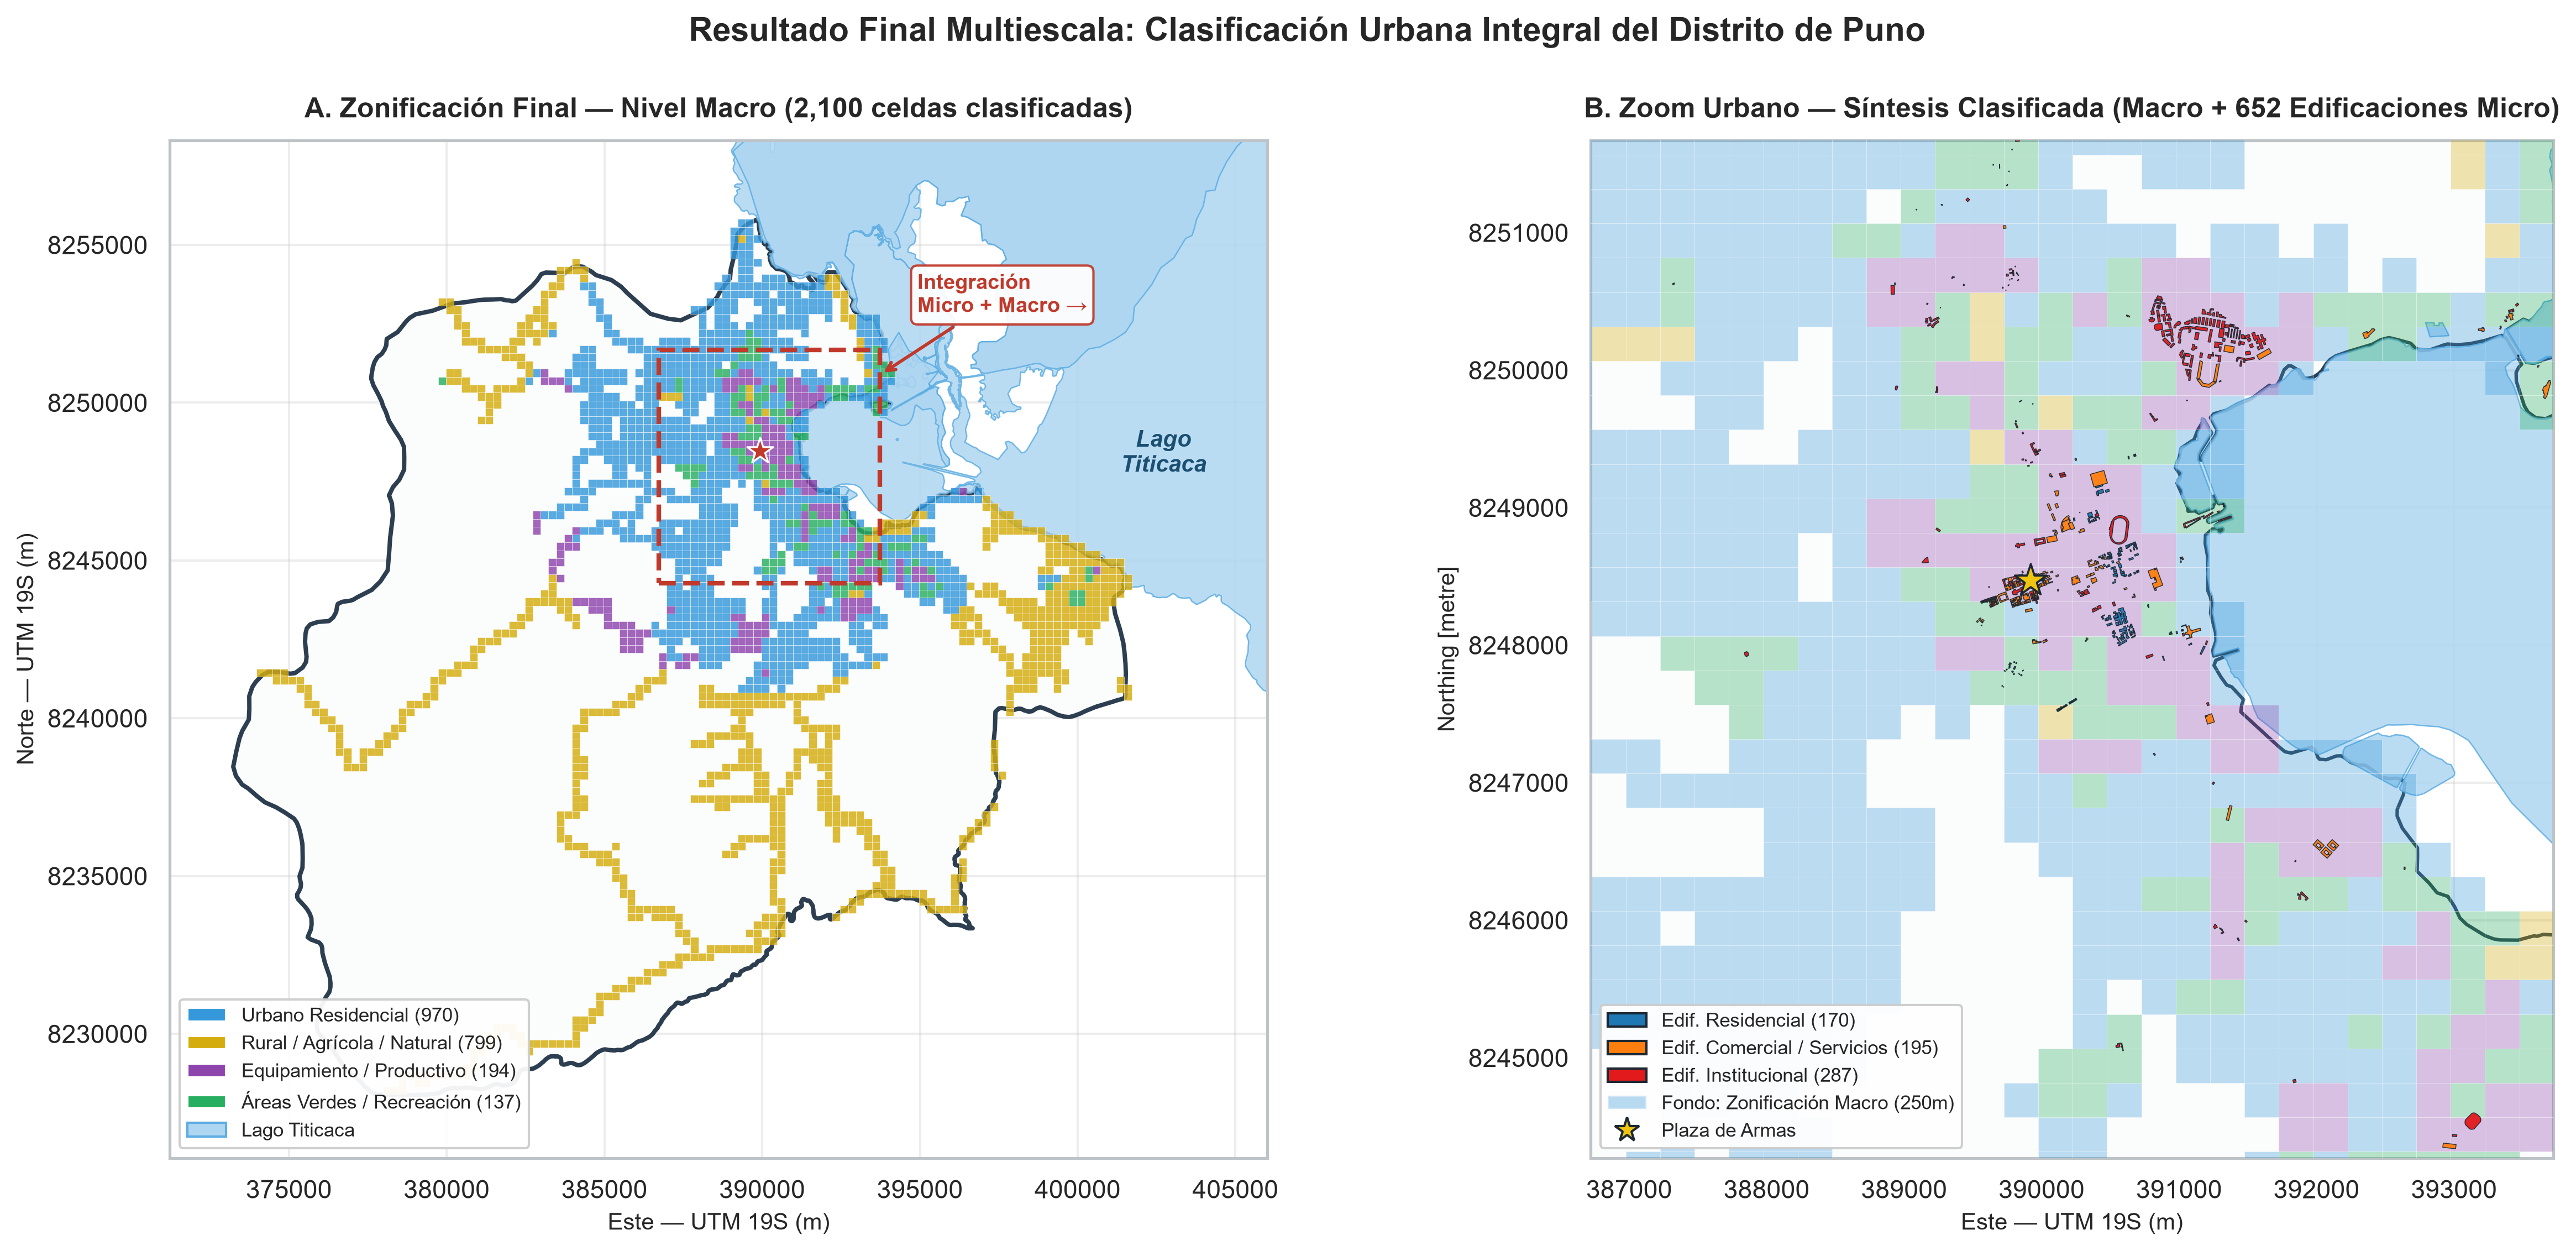 Resultado Final Multiescala: Clasificación Urbana Integral del Distrito de Puno
A. Zonificación Final — Nivel Macro (2,100 celdas clasificadas)
Norte — UTM 19S (m)
8255000
8250000
8245000
8240000
8235000
8230000
Integración
Micro + Macro →
Lago
Titicaca
Urbano Residencial (970)
Rural / Agrícola / Natural (799)
Equipamiento / Productivo (194)
Áreas Verdes / Recreación (137)
Lago Titicaca
375000
380000
385000
390000
395000
400000
405000
Este — UTM 19S (m)
B. Zoom Urbano — Síntesis Clasificada (Macro + 652 Edificaciones Micro)
Northing [metre]
8251000
8250000
8249000
8248000
8247000
8246000
8245000
Edif. Residencial (170)
Edif. Comercial / Servicios (195)
Edif. Institucional (287)
Fondo: Zonificación Macro (250m)
Plaza de Armas
387000
388000
389000
390000
391000
392000
393000
Este — UTM 19S (m)